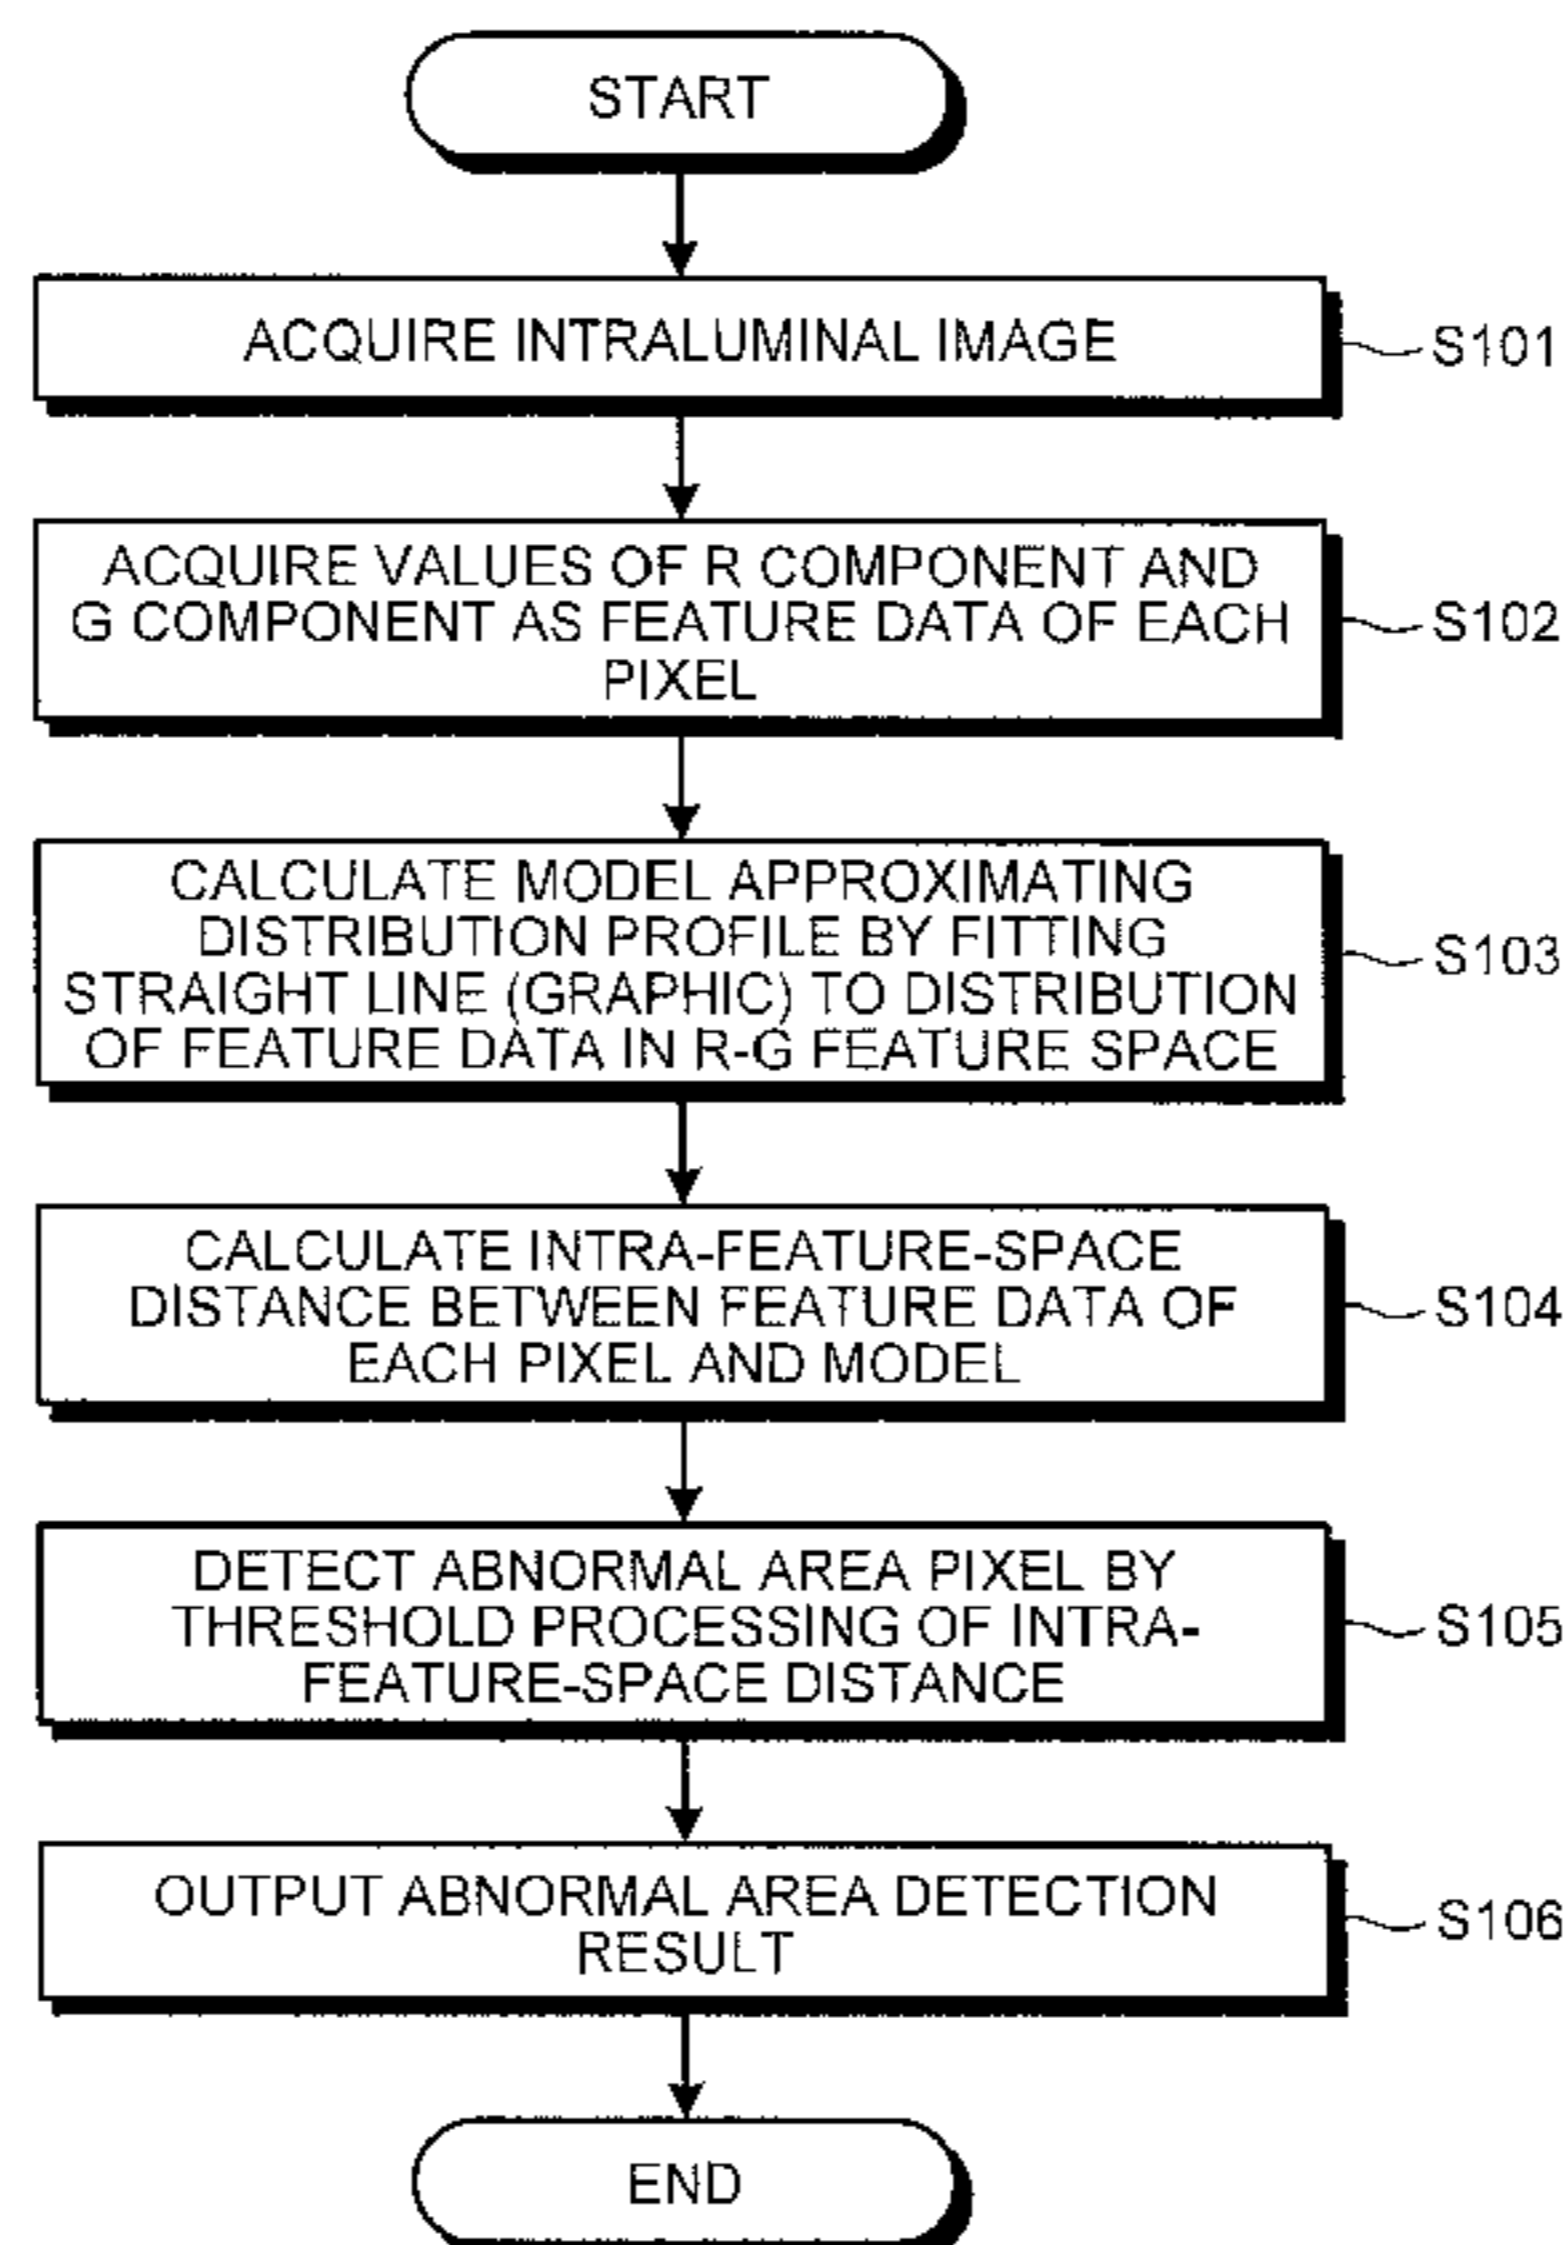 START
ACQUIRE INTRALUMINAL IMAGE
S101
ACQUIRE VALUES OF R COMPONENT AND
G COMPONENT AS FEATURE DATA OF EACH
PIXEL
S102
CALCULATE MODEL APPROXIMATING
DISTRIBUTION PROFILE BY FITTING
STRAIGHT LINE (GRAPHIC) TO DISTRIBUTION
OF FEATURE DATA IN R-G FEATURE SPACE
S103
CALCULATE INTRA-FEATURE-SPACE
DISTANCE BETWEEN FEATURE DATA OF
EACH PIXEL AND MODEL
S104
DETECT ABNORMAL AREA PIXEL BY
THRESHOLD PROCESSING OF INTRA-
FEATURE-SPACE DISTANCE
S105
OUTPUT ABNORMAL AREA DETECTION
RESULT
S106
END